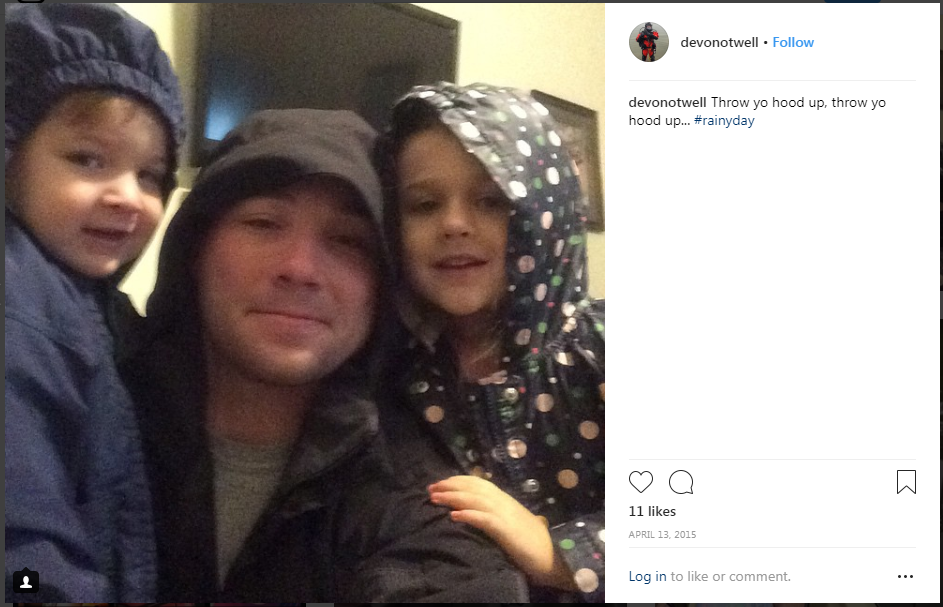 devonotwell • Follow
devonotwell Throw yo hood up, throw yo
hood up... #rainyday
11 likes
APRIL 13, 2015
Log in to like or comment.